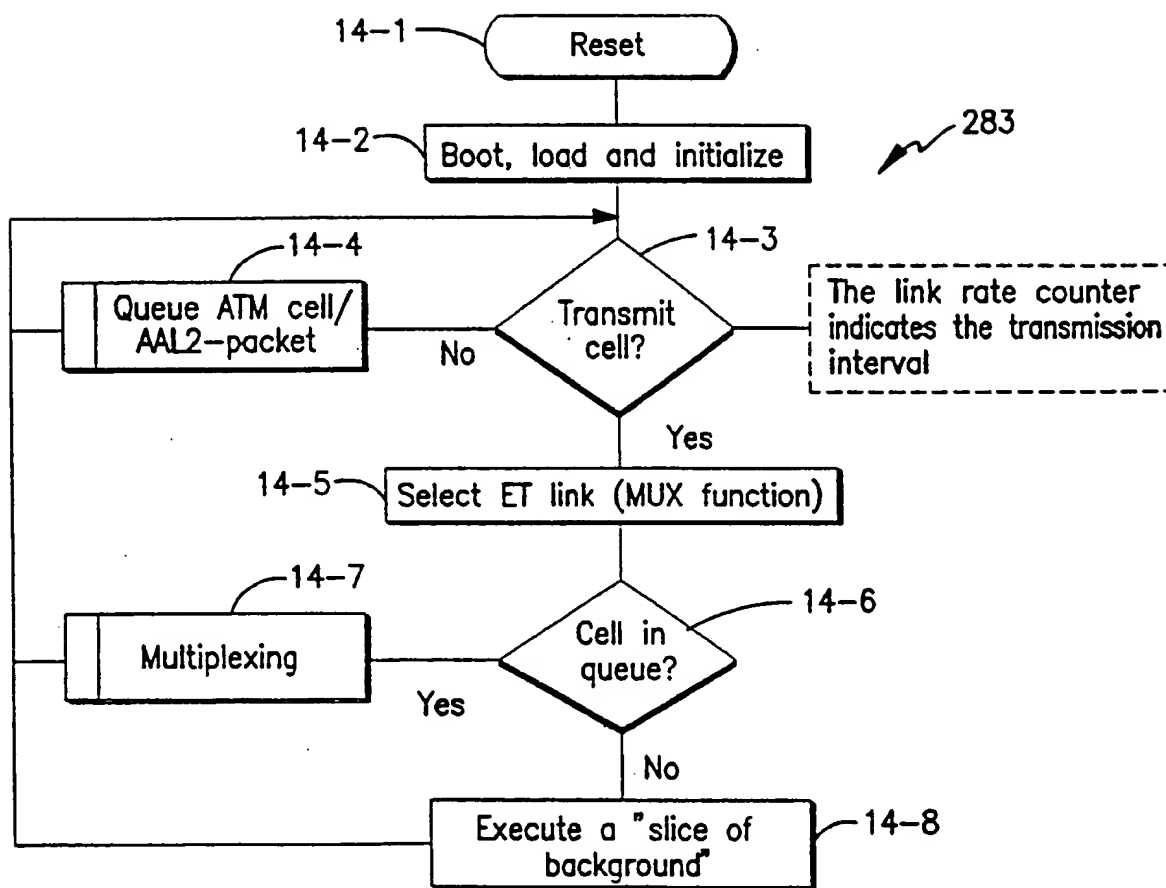 14-1
Reset
283
14-2
Boot, load and initialize
14-4
14-3
Queue ATM cell/
AAL2-packet
No
Transmit
cell?
The link rate counter
indicates the transmission
interval
Yes
14-5
Select ET link (MUX function)
14-7
14-6
Multiplexing
Yes
Cell in
queue?
No
Execute a "slice of
background"
14-8